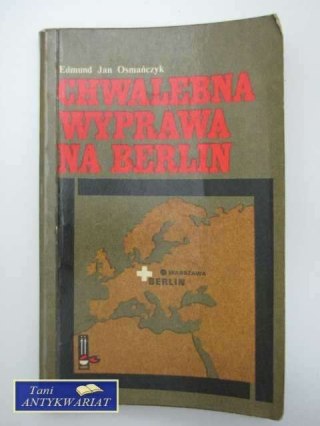 Edmund Jan Osmańczyk
CHWALEBNA
WYPRAWA
NA BERLIN
WARSZAWA
BERLIN
Tani
ANTYKWARIAT